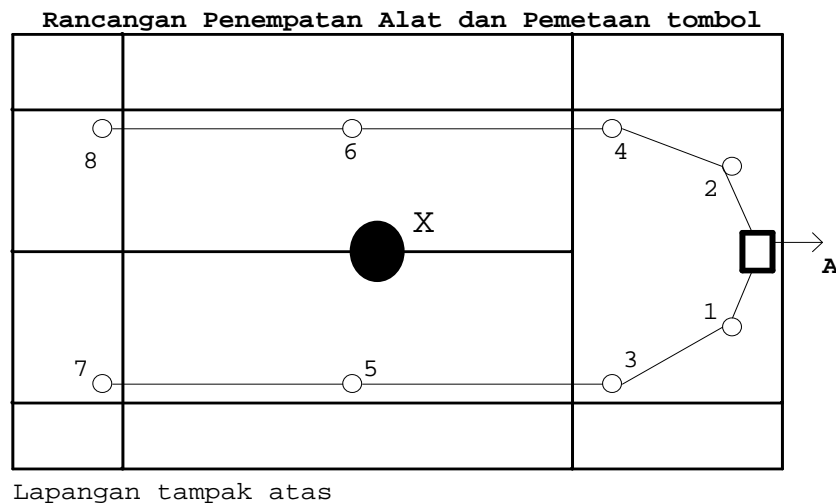 Rancangan Penempatan Alat dan Pemetaan tombol
8
6
4
2
X
A
1
7
5
3
Lapangan tampak atas